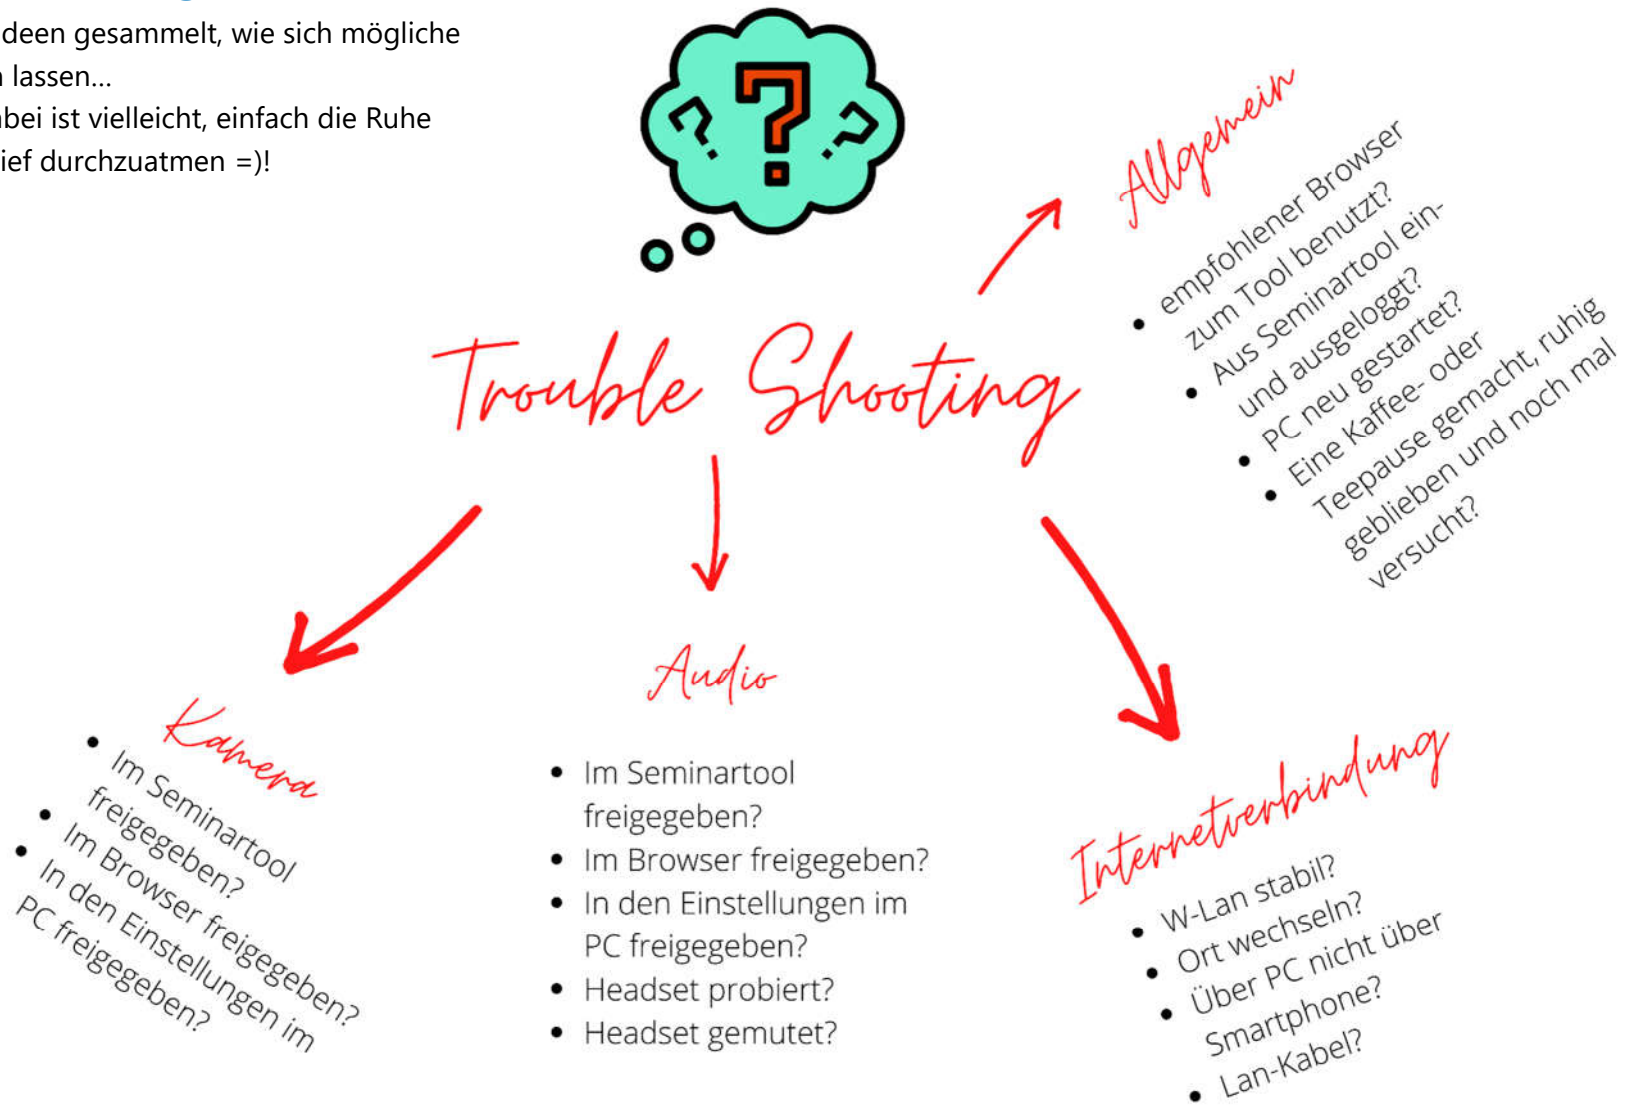 deen gesammelt, wie sich mögliche
lassen...
bei ist vielleicht, einfach die Ruhe
ief durchzuatmen =)!
? ? ?
Trouble Shooting
Allgemein
• empfohlener Browser
zum Tool benutzt?
• Aus Seminartool ein-
und ausgeloggt?
• PC neu gestartet?
• Eine Kaffee- oder
Teepause gemacht, ruhig
geblieben und noch mal
versucht?
Kamera
• Im Seminartool
freigegeben?
• Im Browser freigegeben?
• In den Einstellungen im
PC freigegeben?
Audio
• Im Seminartool
freigegeben?
• Im Browser freigegeben?
• In den Einstellungen im
PC freigegeben?
• Headset probiert?
• Headset gemutet?
Internetverbindung
• W-Lan stabil?
• Ort wechseln?
• Über PC nicht über
Smartphone?
• Lan-Kabel?